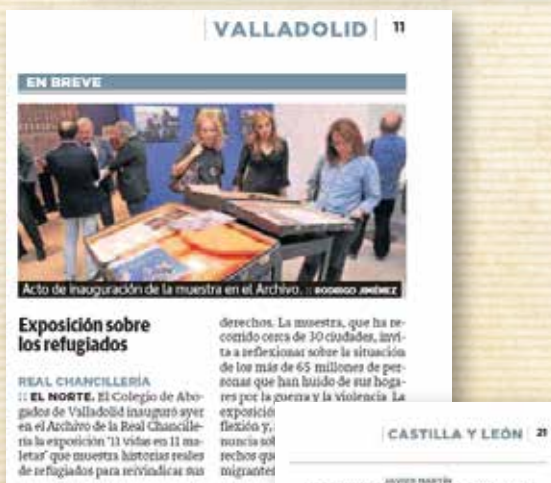 VALLADOLID 11
EN BREVE
Acto de inauguración de la muestra en el Archivo. :: RODRIGO JIMÉNEZ
Exposición sobre
los refugiados
REAL CHANCILLERÍA
:: EL NORTE. El Colegio de Abo-
gados de Valladolid inauguró ayer
en el Archivo de la Real Chancille-
ría la exposición '11 vidas en 11 ma-
letas' que muestra historias reales
de refugiados para reivindicar sus
derechos. La muestra, que ha re-
corrido cerca de 30 ciudades, invi-
ta a reflexionar sobre la situación
de los más de 65 millones de per-
sonas que han huido de sus hoga-
res por la guerra y la violencia. La
exposición
flexión y,
nuncia sob
rechos que
migrantes
CASTILLA Y LEÓN 21
JAVIER MARTÍN